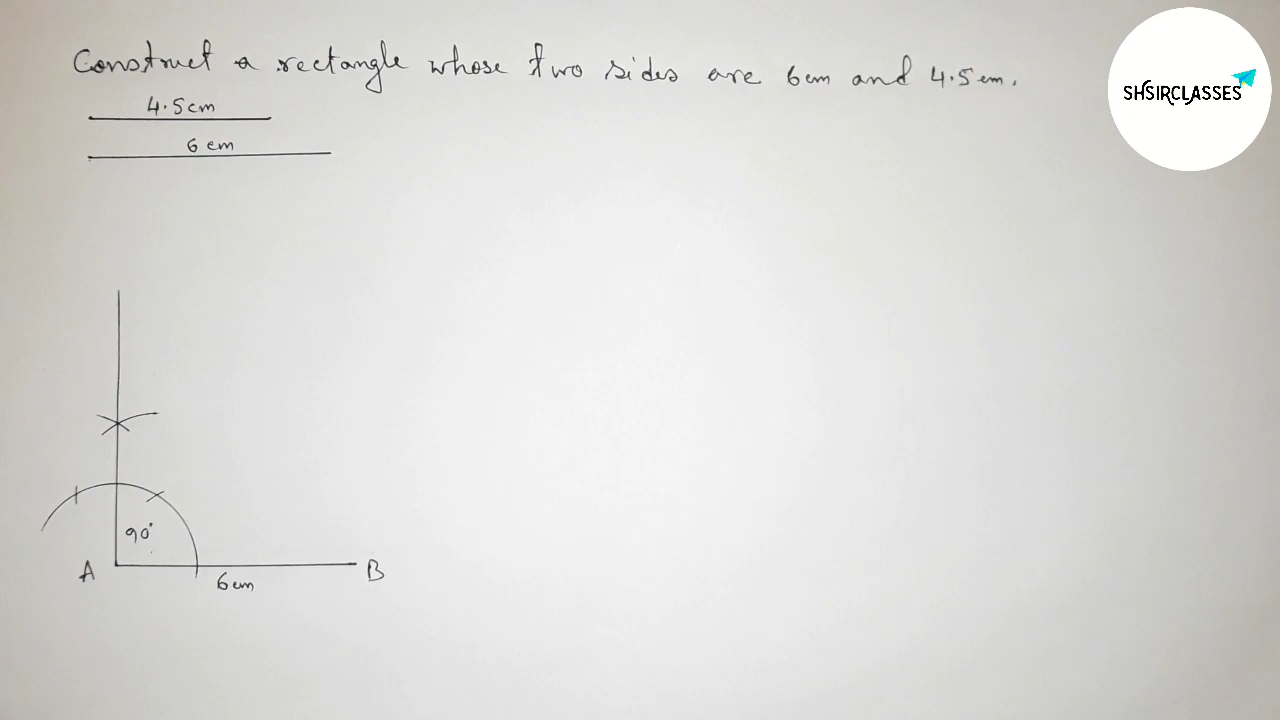 Construct a rectangle whose two sides are 6cm and 4.5cm.
SHSIRCLASSES
4.5cm
6 cm
90°
A
B
6cm